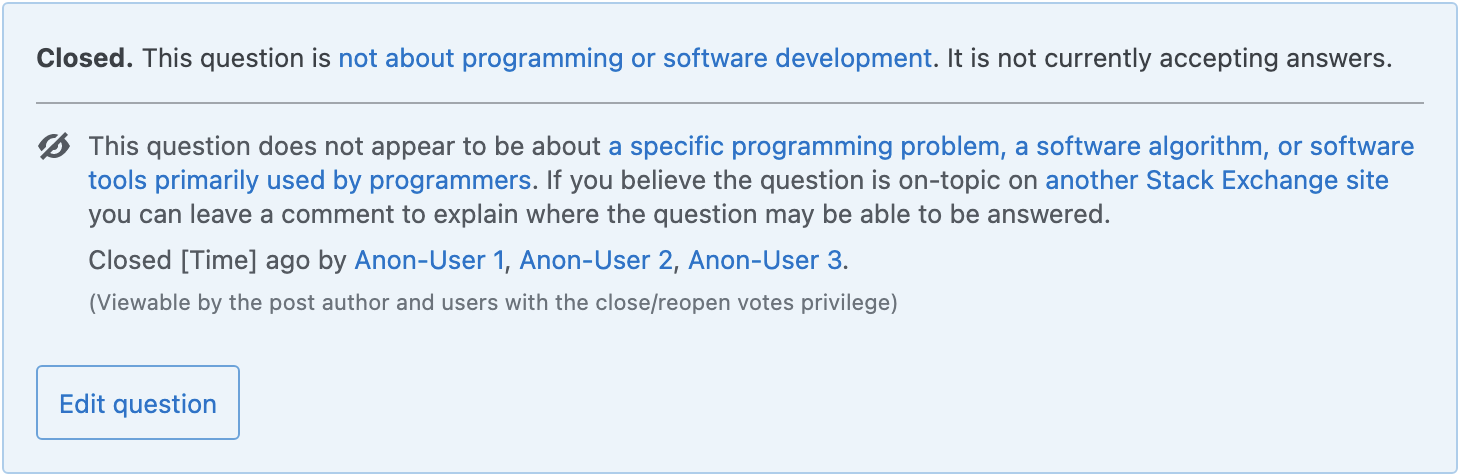 Closed. This question is not about programming or software development. It is not currently accepting answers.
This question does not appear to be about a specific programming problem, a software algorithm, or software
tools primarily used by programmers. If you believe the question is on-topic on another Stack Exchange site
you can leave a comment to explain where the question may be able to be answered.
Closed [Time] ago by Anon-User 1, Anon-User 2, Anon-User 3.
(Viewable by the post author and users with the close/reopen votes privilege)
Edit question